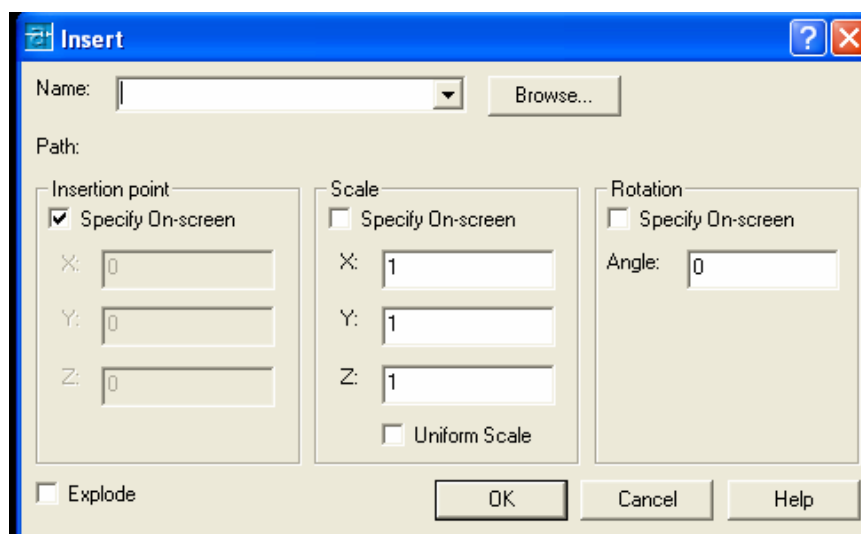 Insert
Name: Browse...
Path:
Insertion point Scale Rotation
Specify On-screen Specify On-screen Specify On-screen
X: 0 X: 1 Angle: 0
Y: 0 Y: 1
Z: 0 Z: 1
Uniform Scale
Explode OK Cancel Help